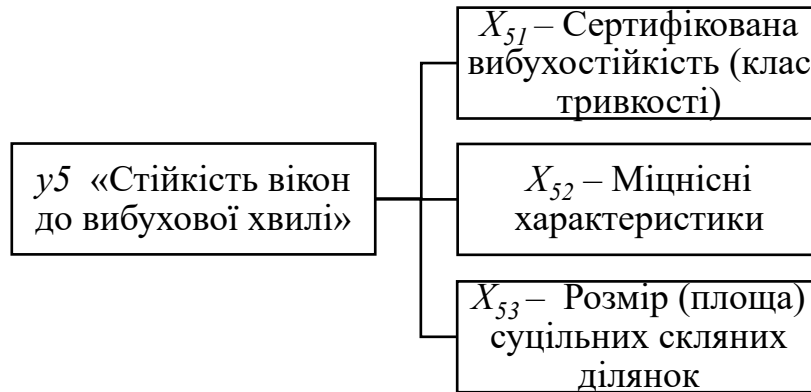 y5 «Стійкість вікон
до вибухової хвилі»
X51 – Сертифікована
вибухостійкість (клас
тривкості)
X52 – Міцнісні
характеристики
X53 – Розмір (площа)
суцільних скляних
ділянок